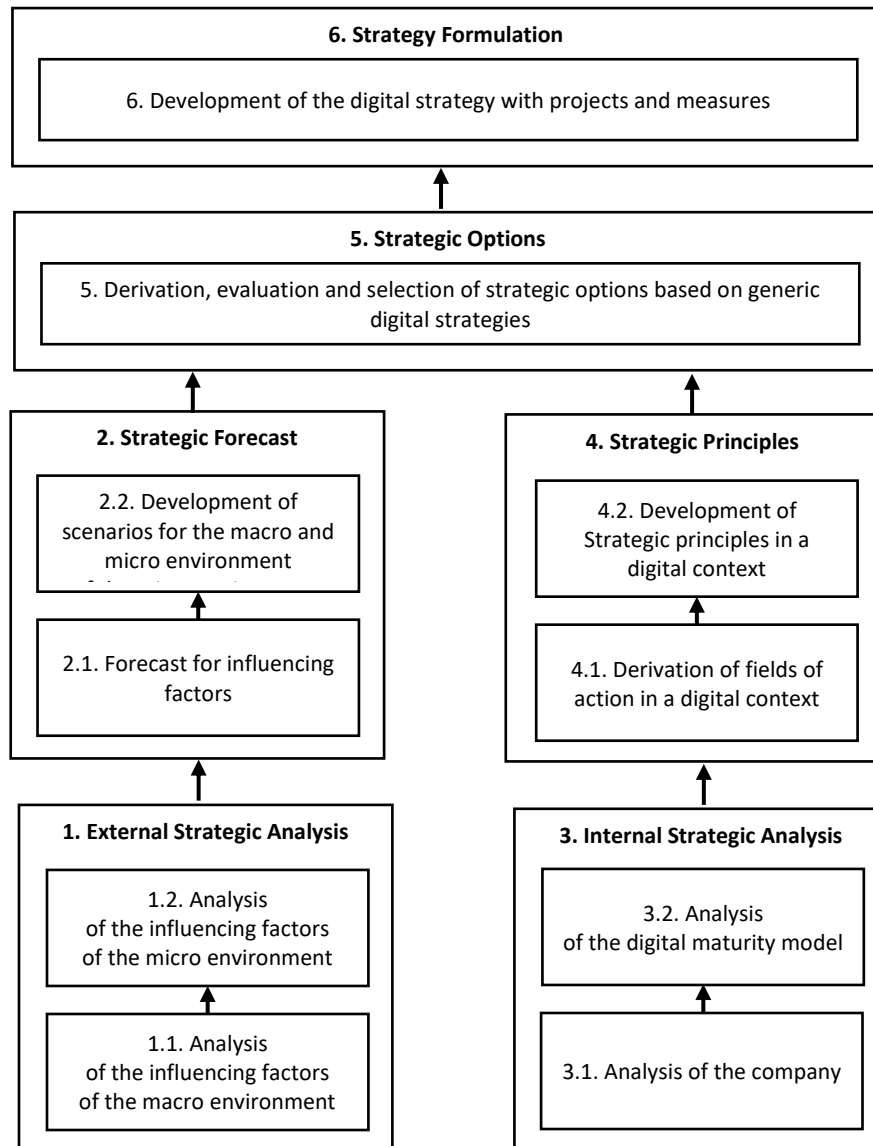 6. Strategy Formulation
6. Development of the digital strategy with projects and measures
5. Strategic Options
5. Derivation, evaluation and selection of strategic options based on generic
digital strategies
2. Strategic Forecast
2.2. Development of
scenarios for the macro and
micro environment
2.1. Forecast for influencing
factors
4. Strategic Principles
4.2. Development of
Strategic principles in a
digital context
4.1. Derivation of fields of
action in a digital context
1. External Strategic Analysis
1.2. Analysis
of the influencing factors
of the micro environment
1.1. Analysis
of the influencing factors
of the macro environment
3. Internal Strategic Analysis
3.2. Analysis
of the digital maturity model
3.1. Analysis of the company